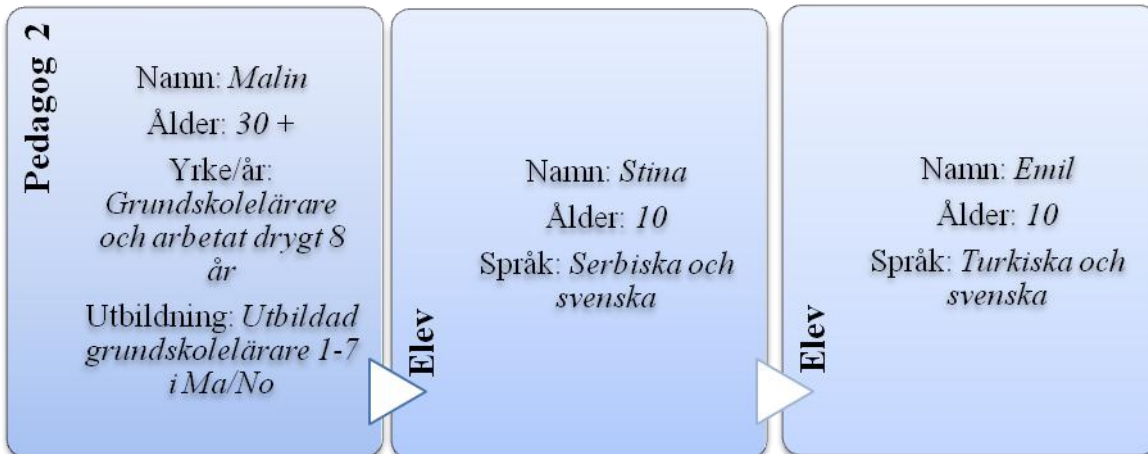 Pedagog 2
Namn: Malin
Ålder: 30 +
Yrke/år:
Grundskolelärare
och arbetat drygt 8
år
Utbildning: Utbildad
grundskolelärare 1-7
i Ma/No
Elev
Namn: Stina
Ålder: 10
Språk: Serbiska och
svenska
Elev
Namn: Emil
Ålder: 10
Språk: Turkiska och
svenska